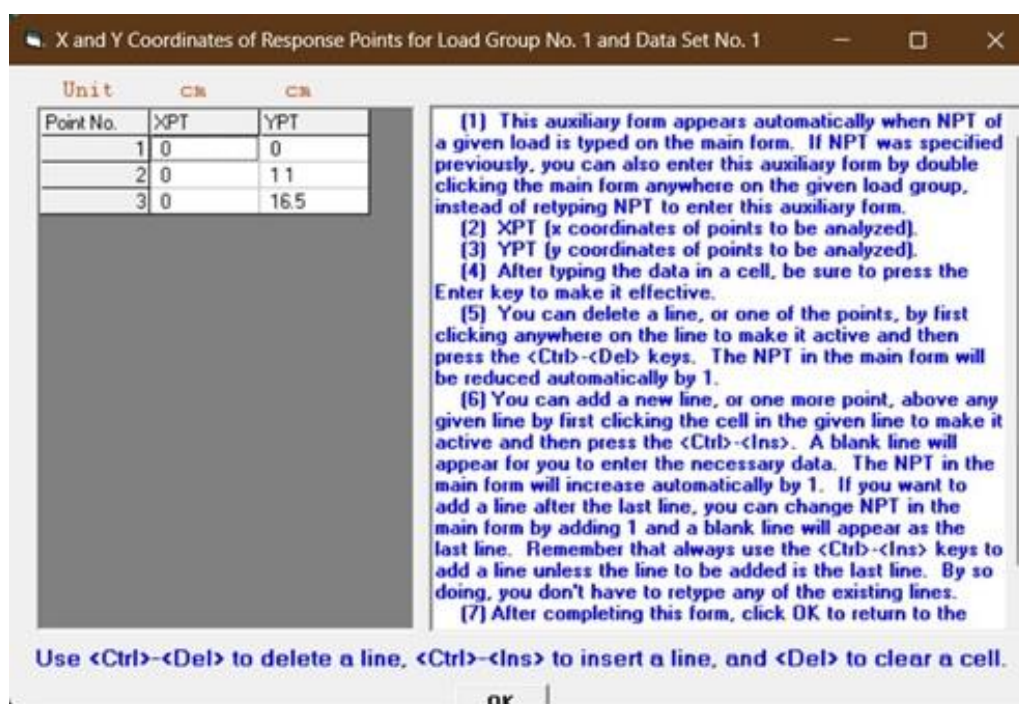 X and Y Coordinates of Response Points for Load Group No. 1 and Data Set No. 1
Unit cm cm
Point No. XPT YPT
1 0 0
2 0 11
3 0 16.5
(1) This auxiliary form appears automatically when NPT of
a given load is typed on the main form. If NPT was specified
previously, you can also enter this auxiliary form by double
clicking the main form anywhere on the given load group,
instead of retyping NPT to enter this auxiliary form.
(2) XPT (x coordinates of points to be analyzed).
(3) YPT (y coordinates of points to be analyzed).
(4) After typing the data in a cell, be sure to press the
Enter key to make it effective.
(5) You can delete a line, or one of the points, by first
clicking anywhere on the line to make it active and then
press the <Ctrl>-<Del> keys. The NPT in the main form will
be reduced automatically by 1.
(6) You can add a new line, or one more point, above any
given line by first clicking the cell in the given line to make it
active and then press the <Ctrl>-<Ins>. A blank line will
appear for you to enter the necessary data. The NPT in the
main form will increase automatically by 1. If you want to
add a line after the last line, you can change NPT in the
main form by adding 1 and a blank line will appear as the
last line. Remember that always use the <Ctrl>-<Ins> keys to
add a line unless the line to be added is the last line. By so
doing, you don't have to retype any of the existing lines.
(7) After completing this form, click OK to return to the
Use <Ctrl>-<Del> to delete a line, <Ctrl>-<Ins> to insert a line, and <Del> to clear a cell.
OK